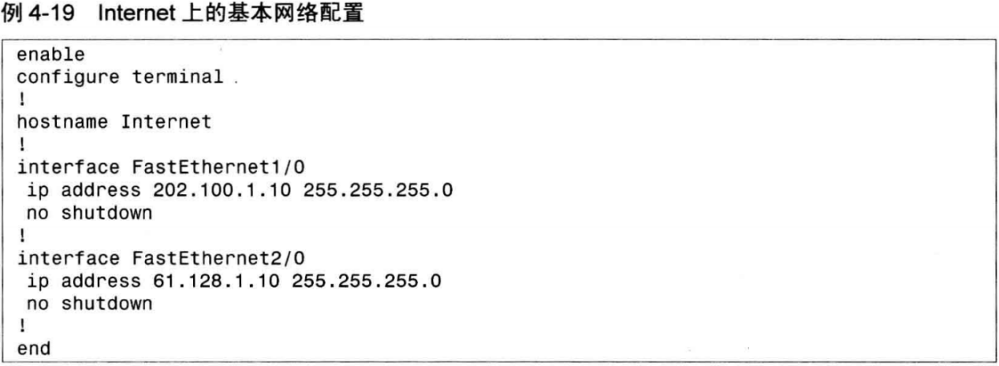 例 4-19 Internet 上的基本网络配置
enable
configure terminal
!
hostname Internet
!
interface FastEthernet1/0
 ip address 202.100.1.10 255.255.255.0
 no shutdown
!
interface FastEthernet2/0
 ip address 61.128.1.10 255.255.255.0
 no shutdown
!
end